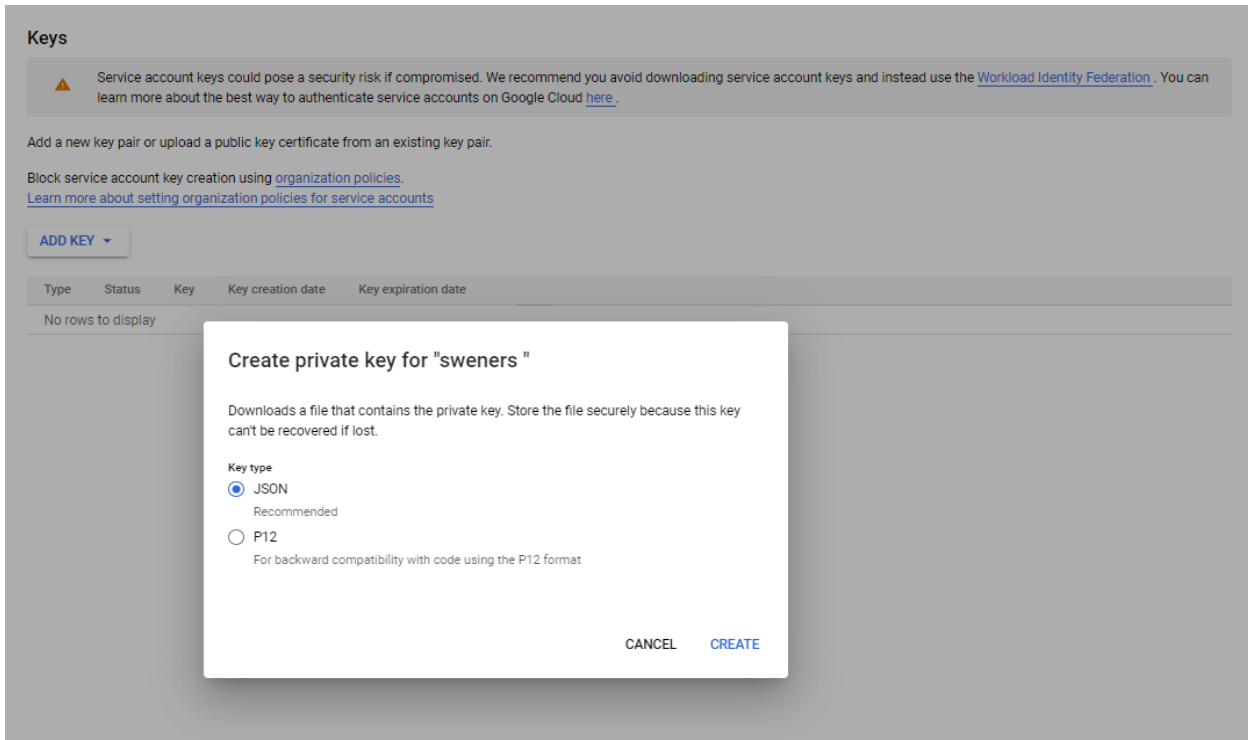 Keys
Service account keys could pose a security risk if compromised. We recommend you avoid downloading service account keys and instead use the Workload Identity Federation . You can
learn more about the best way to authenticate service accounts on Google Cloud here .
Add a new key pair or upload a public key certificate from an existing key pair.
Block service account key creation using organization policies.
Learn more about setting organization policies for service accounts
ADD KEY
Type Status Key Key creation date Key expiration date
No rows to display
Create private key for "sweners "
Downloads a file that contains the private key. Store the file securely because this key
can't be recovered if lost.
Key type
JSON
Recommended
P12
For backward compatibility with code using the P12 format
CANCEL CREATE